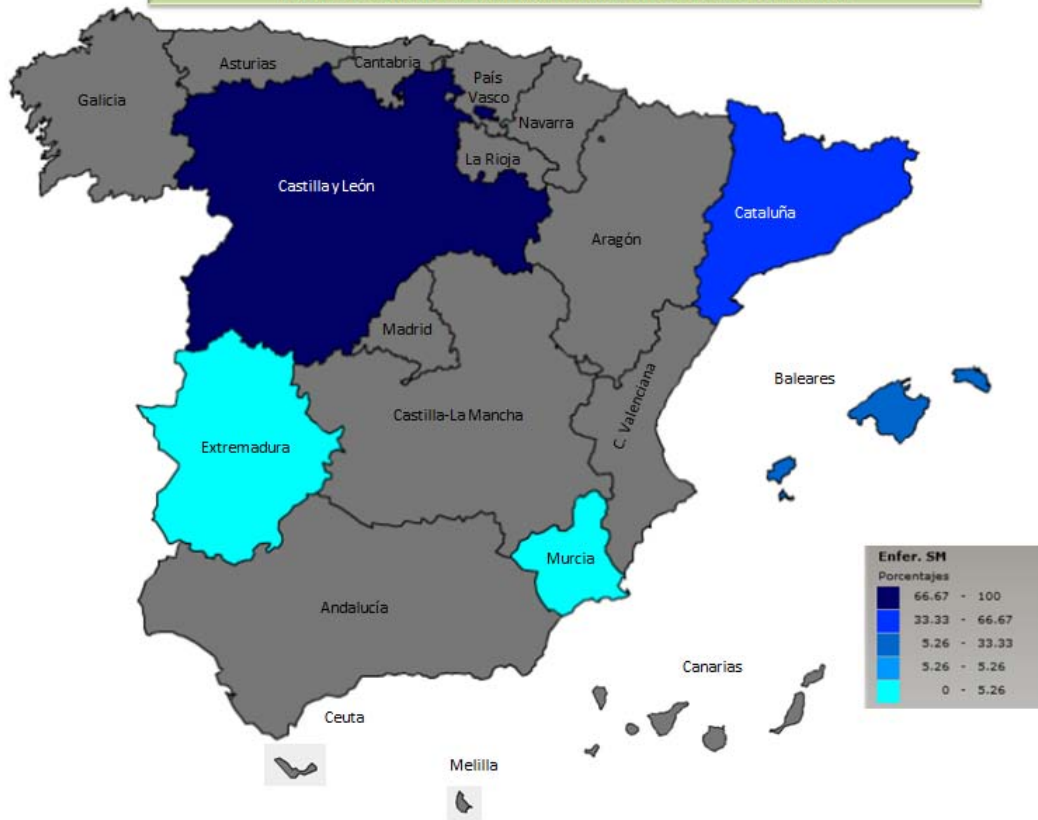 Asturias
Cantabria
País
Vasco
Galicia
Navarra
La Rioja
Castilla y León
Cataluña
Aragón
Madrid
Baleares
C. Valenciana
Castilla-La Mancha
Extremadura
Murcia
Andalucía
Enfer. SM
Porcentajes
66.67 - 100
33.33 - 66.67
5.26 - 33.33
5.26 - 5.26
0 - 5.26
Canarias
Ceuta
Melilla